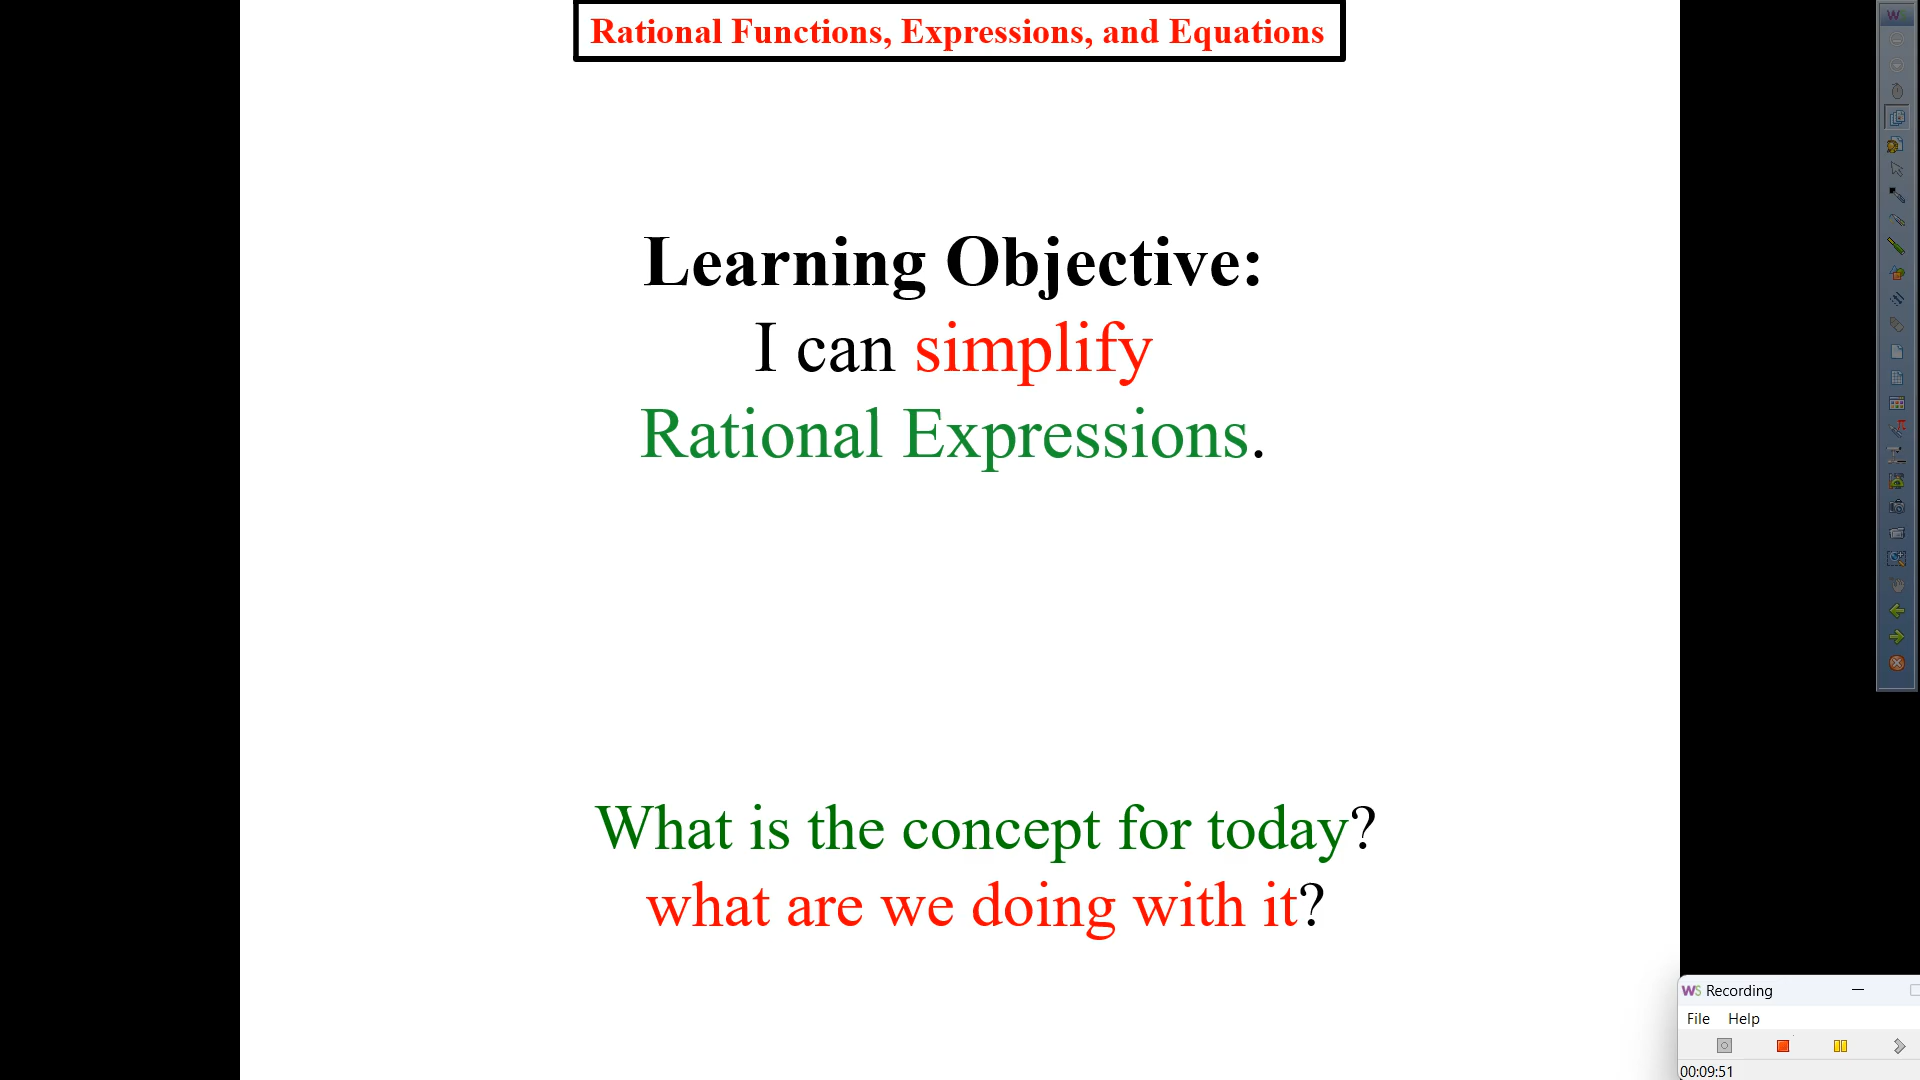 Rational Functions, Expressions, and Equations
Learning Objective:
I can simplify
Rational Expressions.
What is the concept for today?
what are we doing with it?
WS Recording
File Help
00:09:51